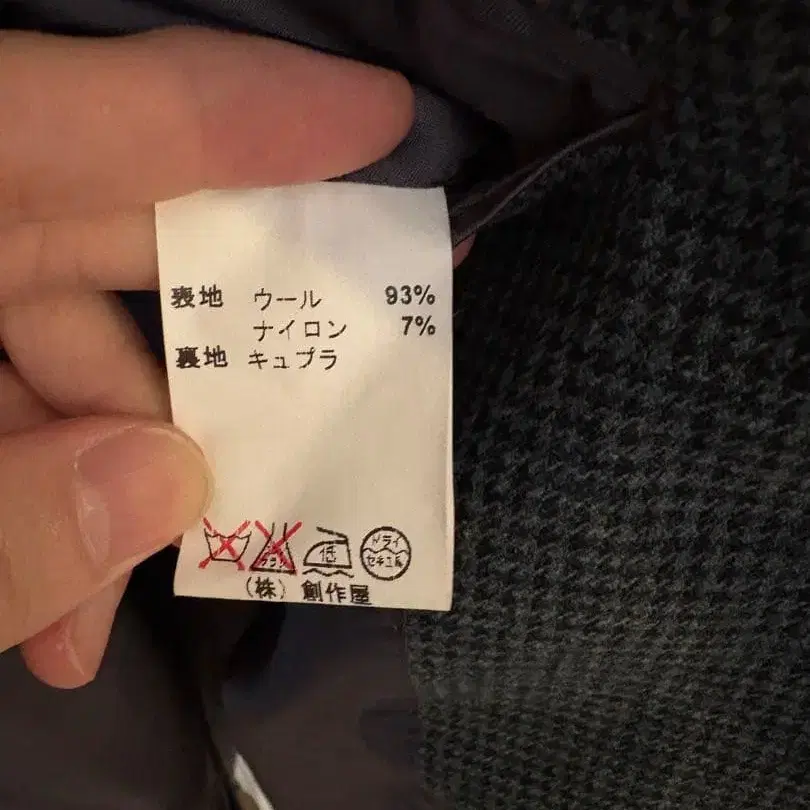 表地 ウール 93%
ナイロン 7%
裏地 キュプラ
低
ドライ
セキユ系
(株) 創作屋